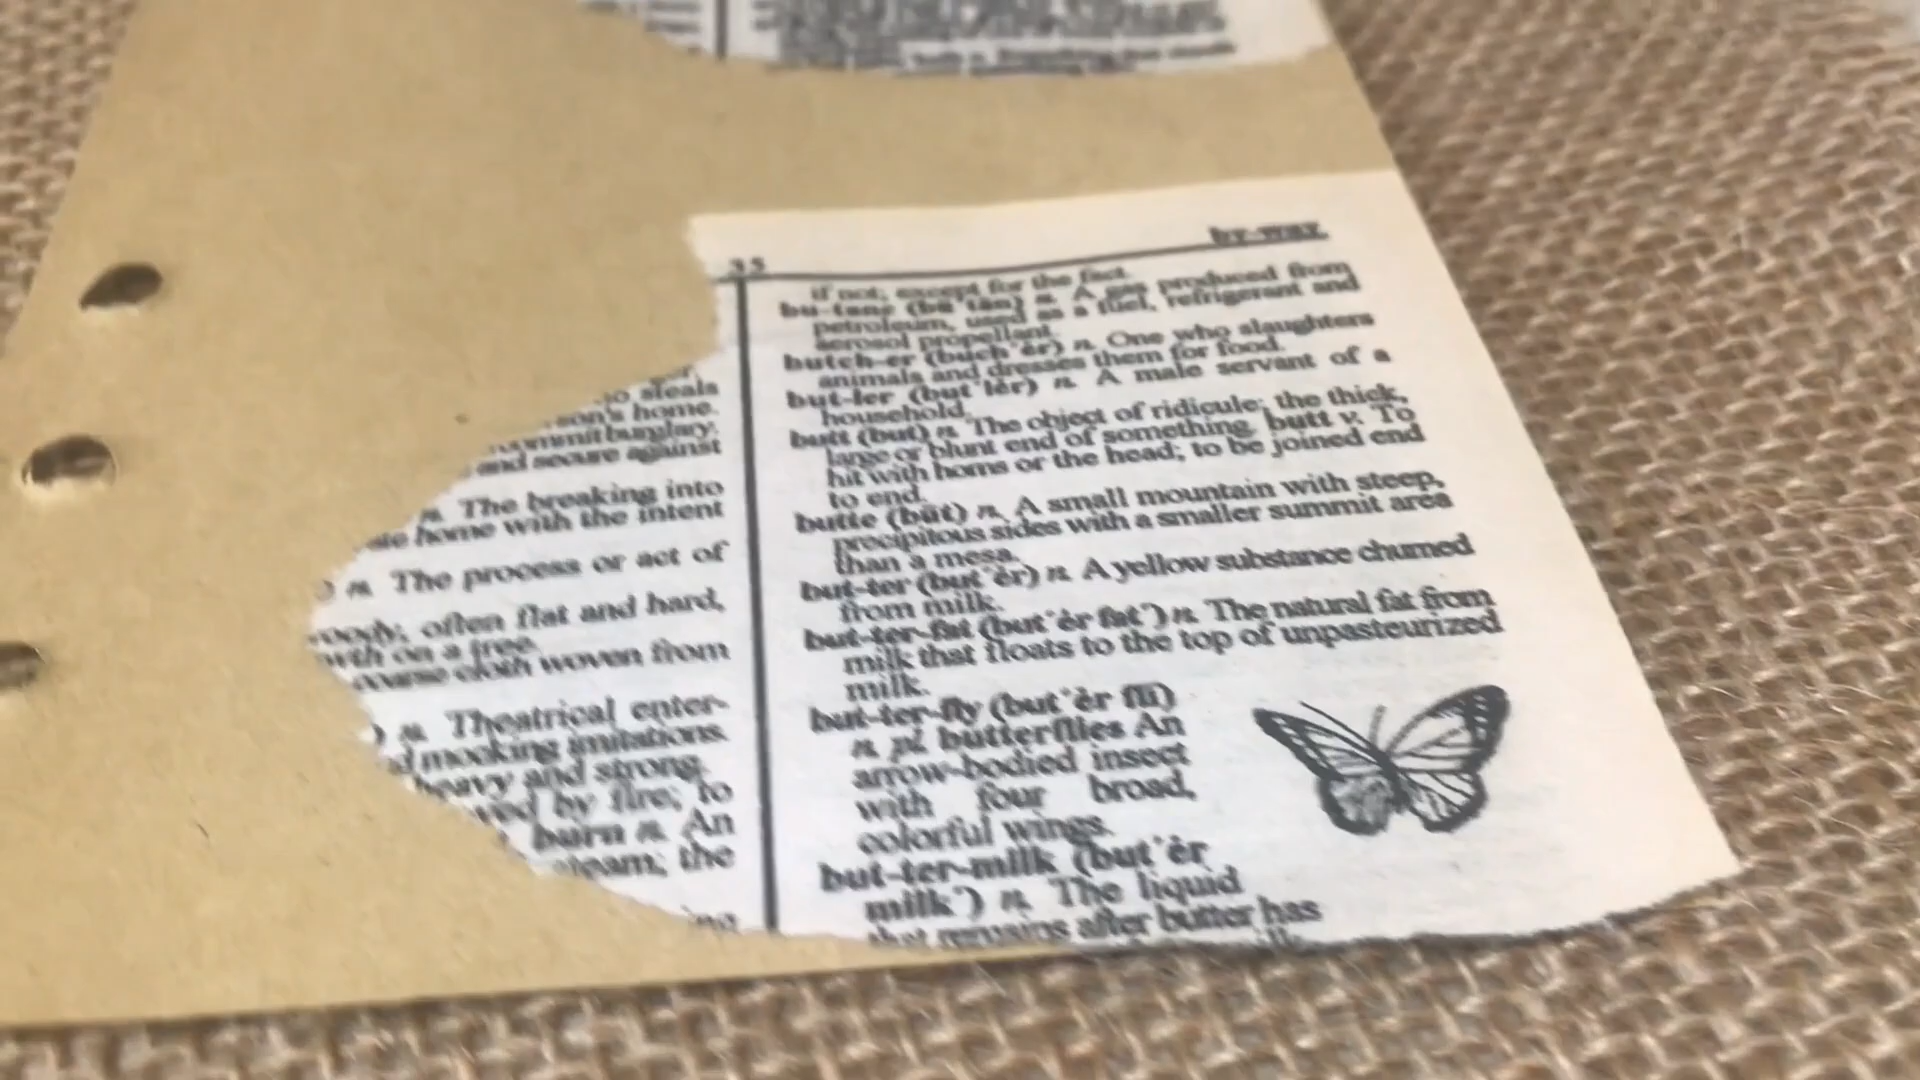 35
by-way
o steals
son's home.
ommit burglary;
and secure against
n. The breaking into
home with the intent
n. The process or act of
woody; often flat and hard,
wth on a tree.
coarse cloth woven from
n. Theatrical enter-
d mocking imitations.
heavy and strong.
by fire; to
burn n. An
steam; the
if not, except for the fact.
bu-tane (bū'tān) n. A gas produced from
petroleum, used as a fuel, refrigerant and
aerosol propellant.
butch-er (buch'ėr) n. One who slaughters
animals and dresses them for food.
but-ler (but'lėr) n. A male servant of a
household.
butt (but) n. The object of ridicule; the thick,
large or blunt end of something. butt v. To
hit with horns or the head; to be joined end
to end.
butte (būt) n. A small mountain with steep,
precipitous sides with a smaller summit area
than a mesa.
but-ter (but'ėr) n. A yellow substance churned
from milk.
but-ter-fat (but'ėr fat') n. The natural fat from
milk that floats to the top of unpasteurized
milk.
but-ter-fly (but'ėr flī)
n. pl. butterflies An
arrow-bodied insect
with four broad,
colorful wings.
but-ter-milk (but'ėr
milk') n. The liquid
that remains after butter has